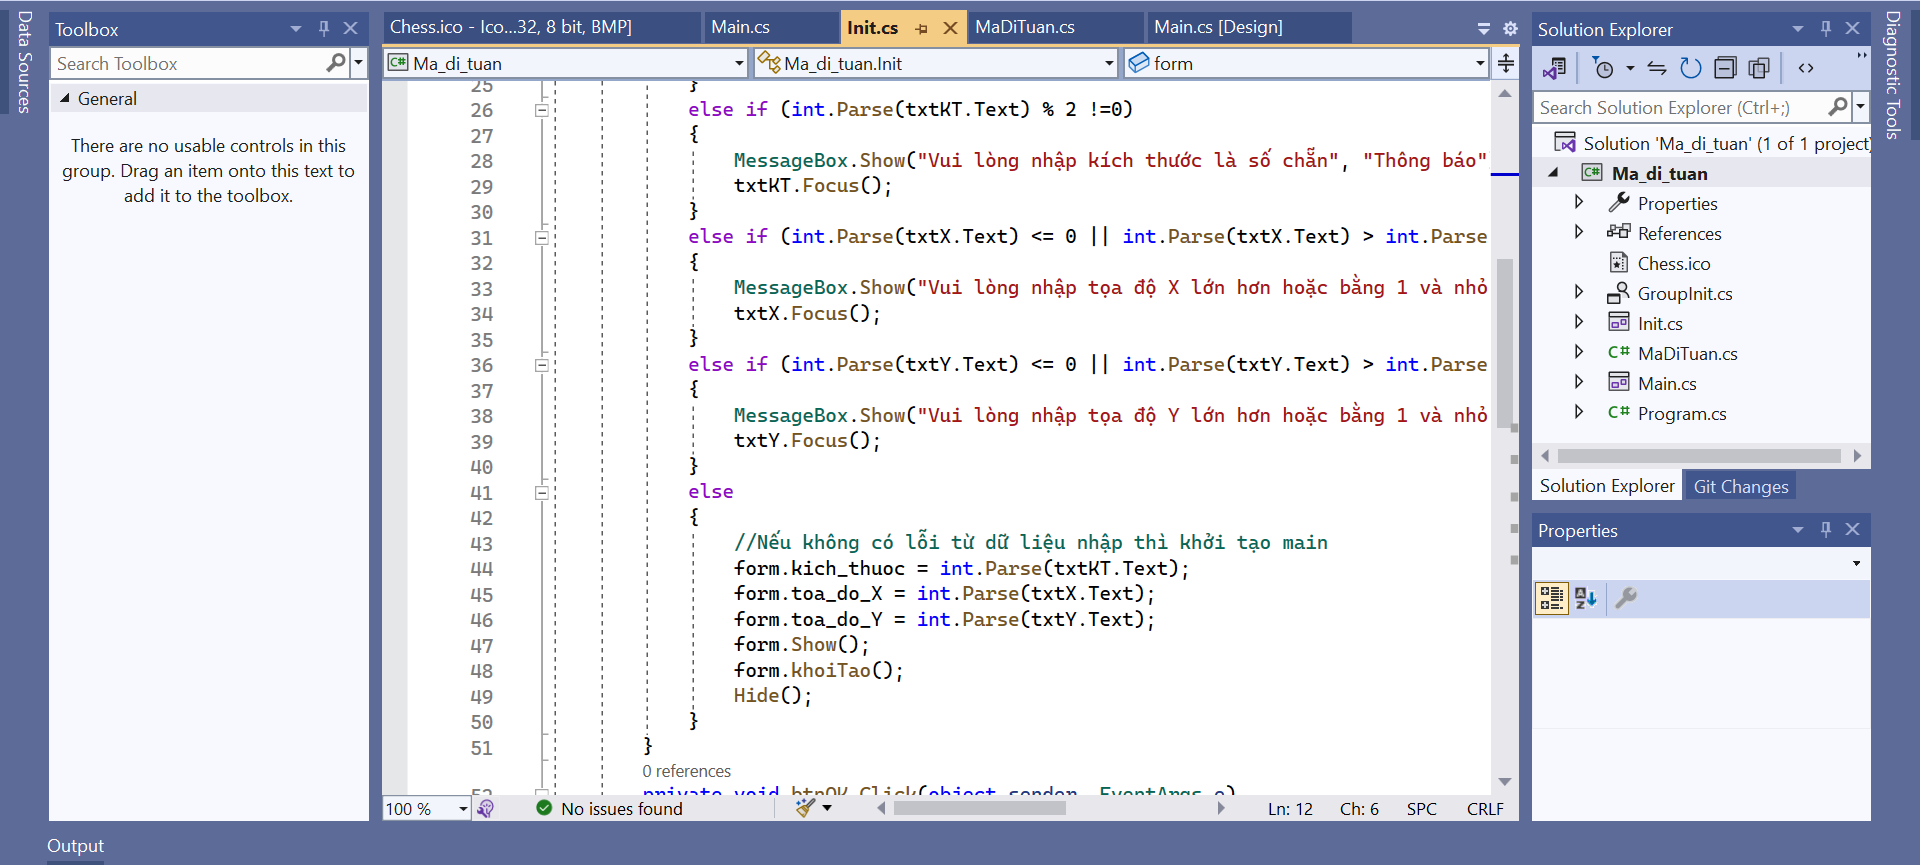 Data Sources
Toolbox
Search Toolbox
General
There are no usable controls in this
group. Drag an item onto this text to
add it to the toolbox.
Chess.ico - Ico...32, 8 bit, BMP]
Main.cs
Init.cs
MaDiTuan.cs
Main.cs [Design]
Ma_di_tuan
Ma_di_tuan.Init
form
25 }
26 else if (int.Parse(txtKT.Text) % 2 !=0)
27 {
28 MessageBox.Show("Vui lòng nhập kích thước là số chẵn", "Thông báo"
29 txtKT.Focus();
30 }
31 else if (int.Parse(txtX.Text) <= 0 || int.Parse(txtX.Text) > int.Parse
32 {
33 MessageBox.Show("Vui lòng nhập tọa độ X lớn hơn hoặc bằng 1 và nhỏ
34 txtX.Focus();
35 }
36 else if (int.Parse(txtY.Text) <= 0 || int.Parse(txtY.Text) > int.Parse
37 {
38 MessageBox.Show("Vui lòng nhập tọa độ Y lớn hơn hoặc bằng 1 và nhỏ
39 txtY.Focus();
40 }
41 else
42 {
43 //Nếu không có lỗi từ dữ liệu nhập thì khởi tạo main
44 form.kich_thuoc = int.Parse(txtKT.Text);
45 form.toa_do_X = int.Parse(txtX.Text);
46 form.toa_do_Y = int.Parse(txtY.Text);
47 form.Show();
48 form.khoiTao();
49 Hide();
50 }
51 }
0 references
52 private void btnOK_Click(object sender, EventArgs e)
100 %
No issues found
Ln: 12
Ch: 6
SPC
CRLF
Output
Solution Explorer
Search Solution Explorer (Ctrl+;)
Solution 'Ma_di_tuan' (1 of 1 project
Ma_di_tuan
Properties
References
Chess.ico
GroupInit.cs
Init.cs
MaDiTuan.cs
Main.cs
Program.cs
Solution Explorer
Git Changes
Properties
Diagnostic Tools